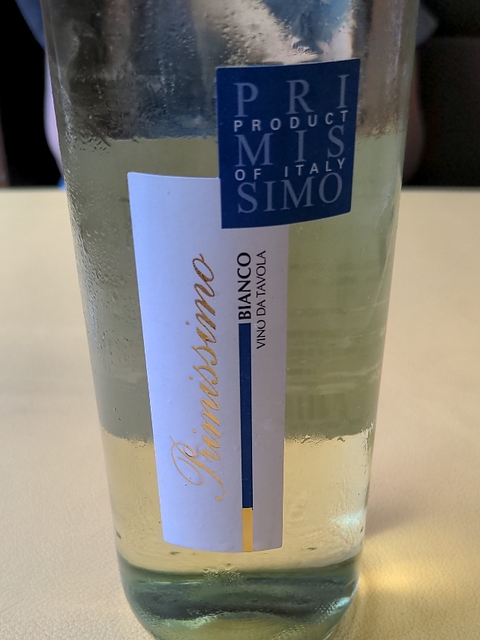 PRI
PRODUCT
MIS
OF ITALY
SIMO
Primissimo
BIANCO
VINO DA TAVOLA